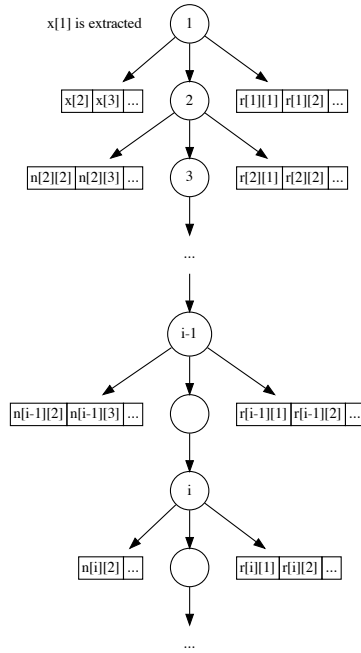 x[1] is extracted 1
x[2] x[3] ... 2 r[1][1] r[1][2] ...
n[2][2] n[2][3] ... 3 r[2][1] r[2][2] ...
...
i-1
n[i-1][2] n[i-1][3] ... r[i-1][1] r[i-1][2] ...
i
n[i][2] ... r[i][1] r[i][2] ...
...